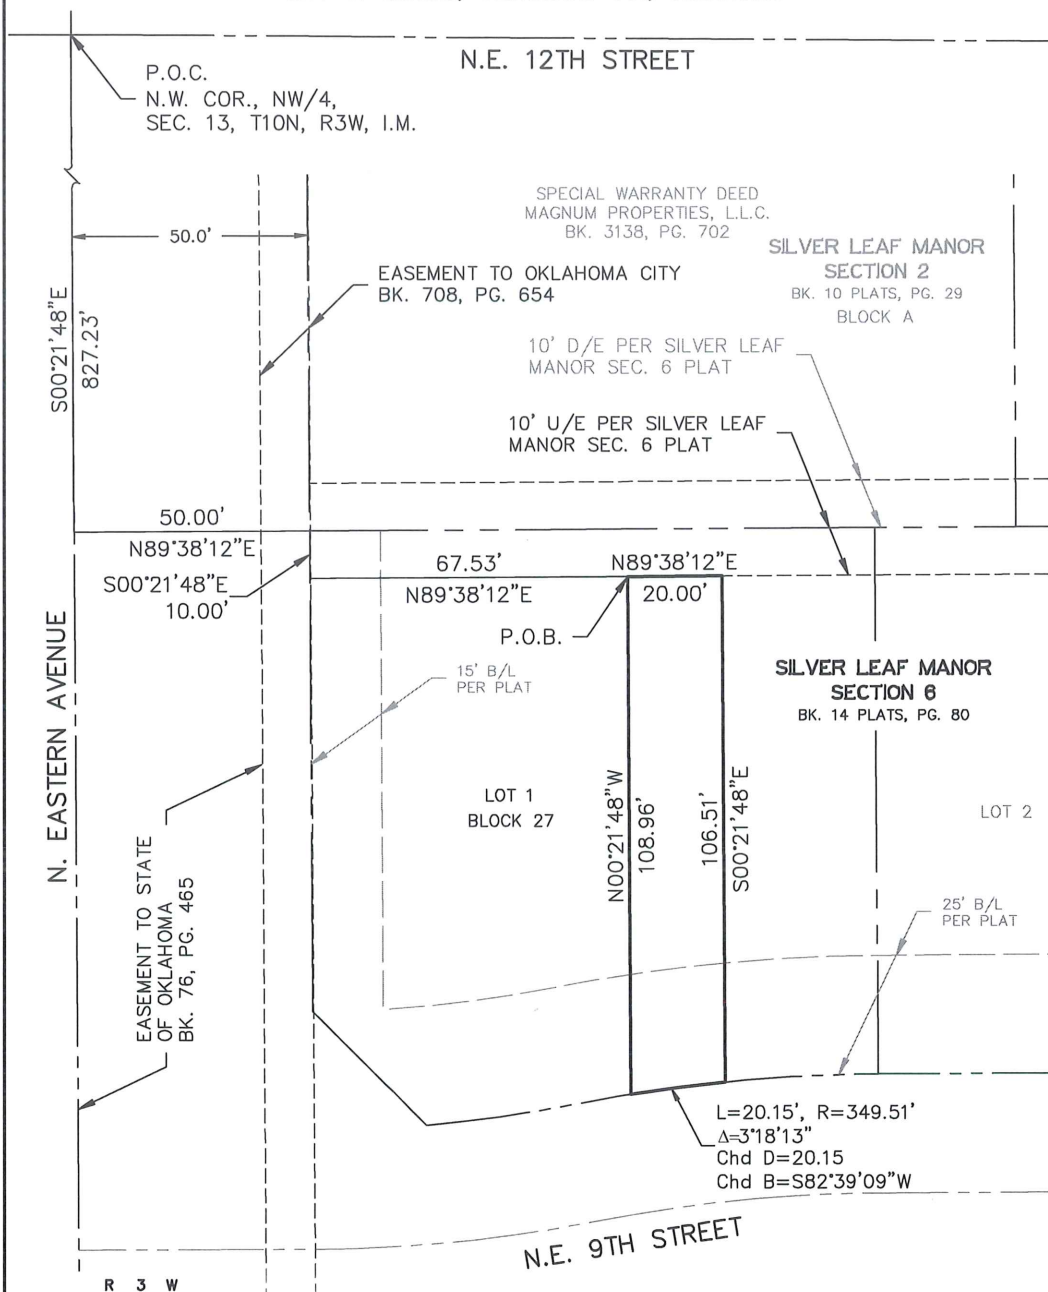 N.E. 12TH STREET
P.O.C.
N.W. COR., NW/4,
SEC. 13, T10N, R3W, I.M.
SPECIAL WARRANTY DEED
MAGNUM PROPERTIES, L.L.C.
BK. 3138, PG. 702
50.0'
SILVER LEAF MANOR
SECTION 2
BK. 10 PLATS, PG. 29
BLOCK A
EASEMENT TO OKLAHOMA CITY
BK. 708, PG. 654
S00°21'48"E
827.23'
10' D/E PER SILVER LEAF
MANOR SEC. 6 PLAT
10' U/E PER SILVER LEAF
MANOR SEC. 6 PLAT
50.00'
N89°38'12"E
S00°21'48"E
10.00'
67.53'
N89°38'12"E
N89°38'12"E
20.00'
P.O.B.
15' B/L
PER PLAT
SILVER LEAF MANOR
SECTION 6
BK. 14 PLATS, PG. 80
N. EASTERN AVENUE
LOT 1
BLOCK 27
N00°21'48"W
108.96'
106.51'
S00°21'48"E
LOT 2
EASEMENT TO STATE
OF OKLAHOMA
BK. 76, PG. 465
25' B/L
PER PLAT
L=20.15', R=349.51'
Δ=3°18'13"
Chd D=20.15
Chd B=S82°39'09"W
N.E. 9TH STREET
R 3 W